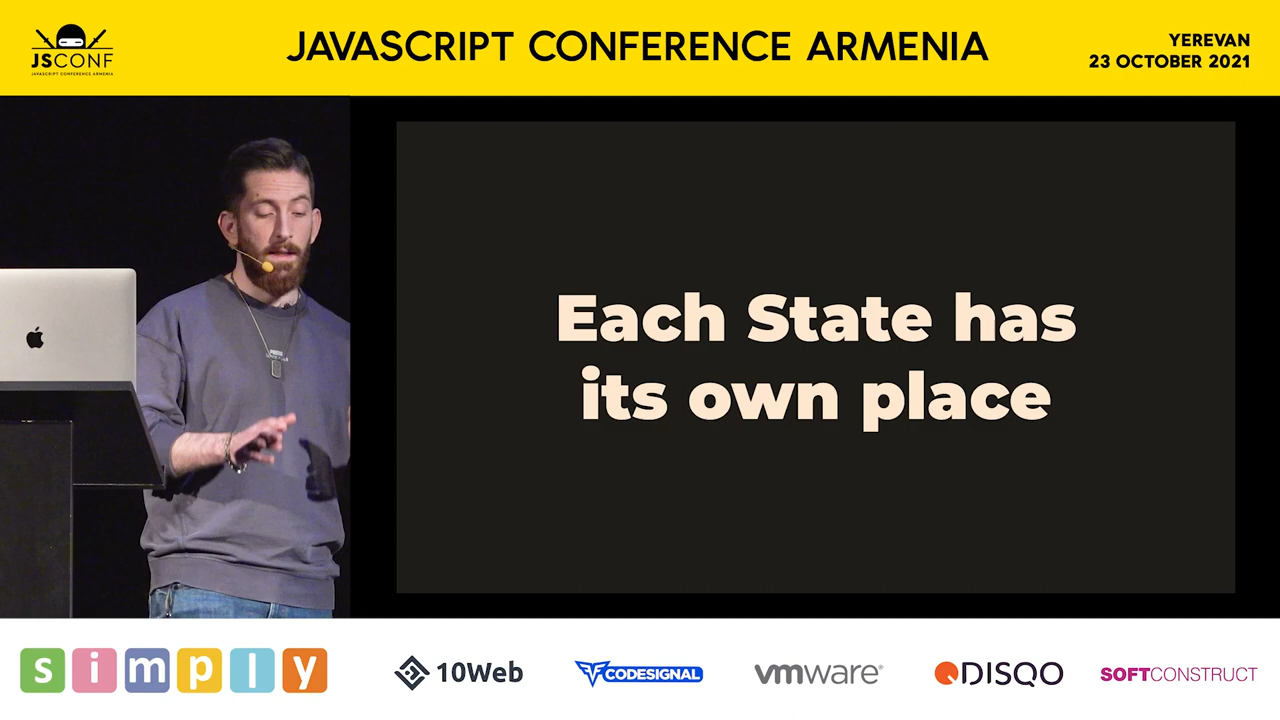 JSCONF
JAVASCRIPT CONFERENCE ARMENIA
JAVASCRIPT CONFERENCE ARMENIA
YEREVAN
23 OCTOBER 2021
Each State has
its own place
simply
10Web
CODESIGNAL
vmware®
DISQO
SOFTCONSTRUCT